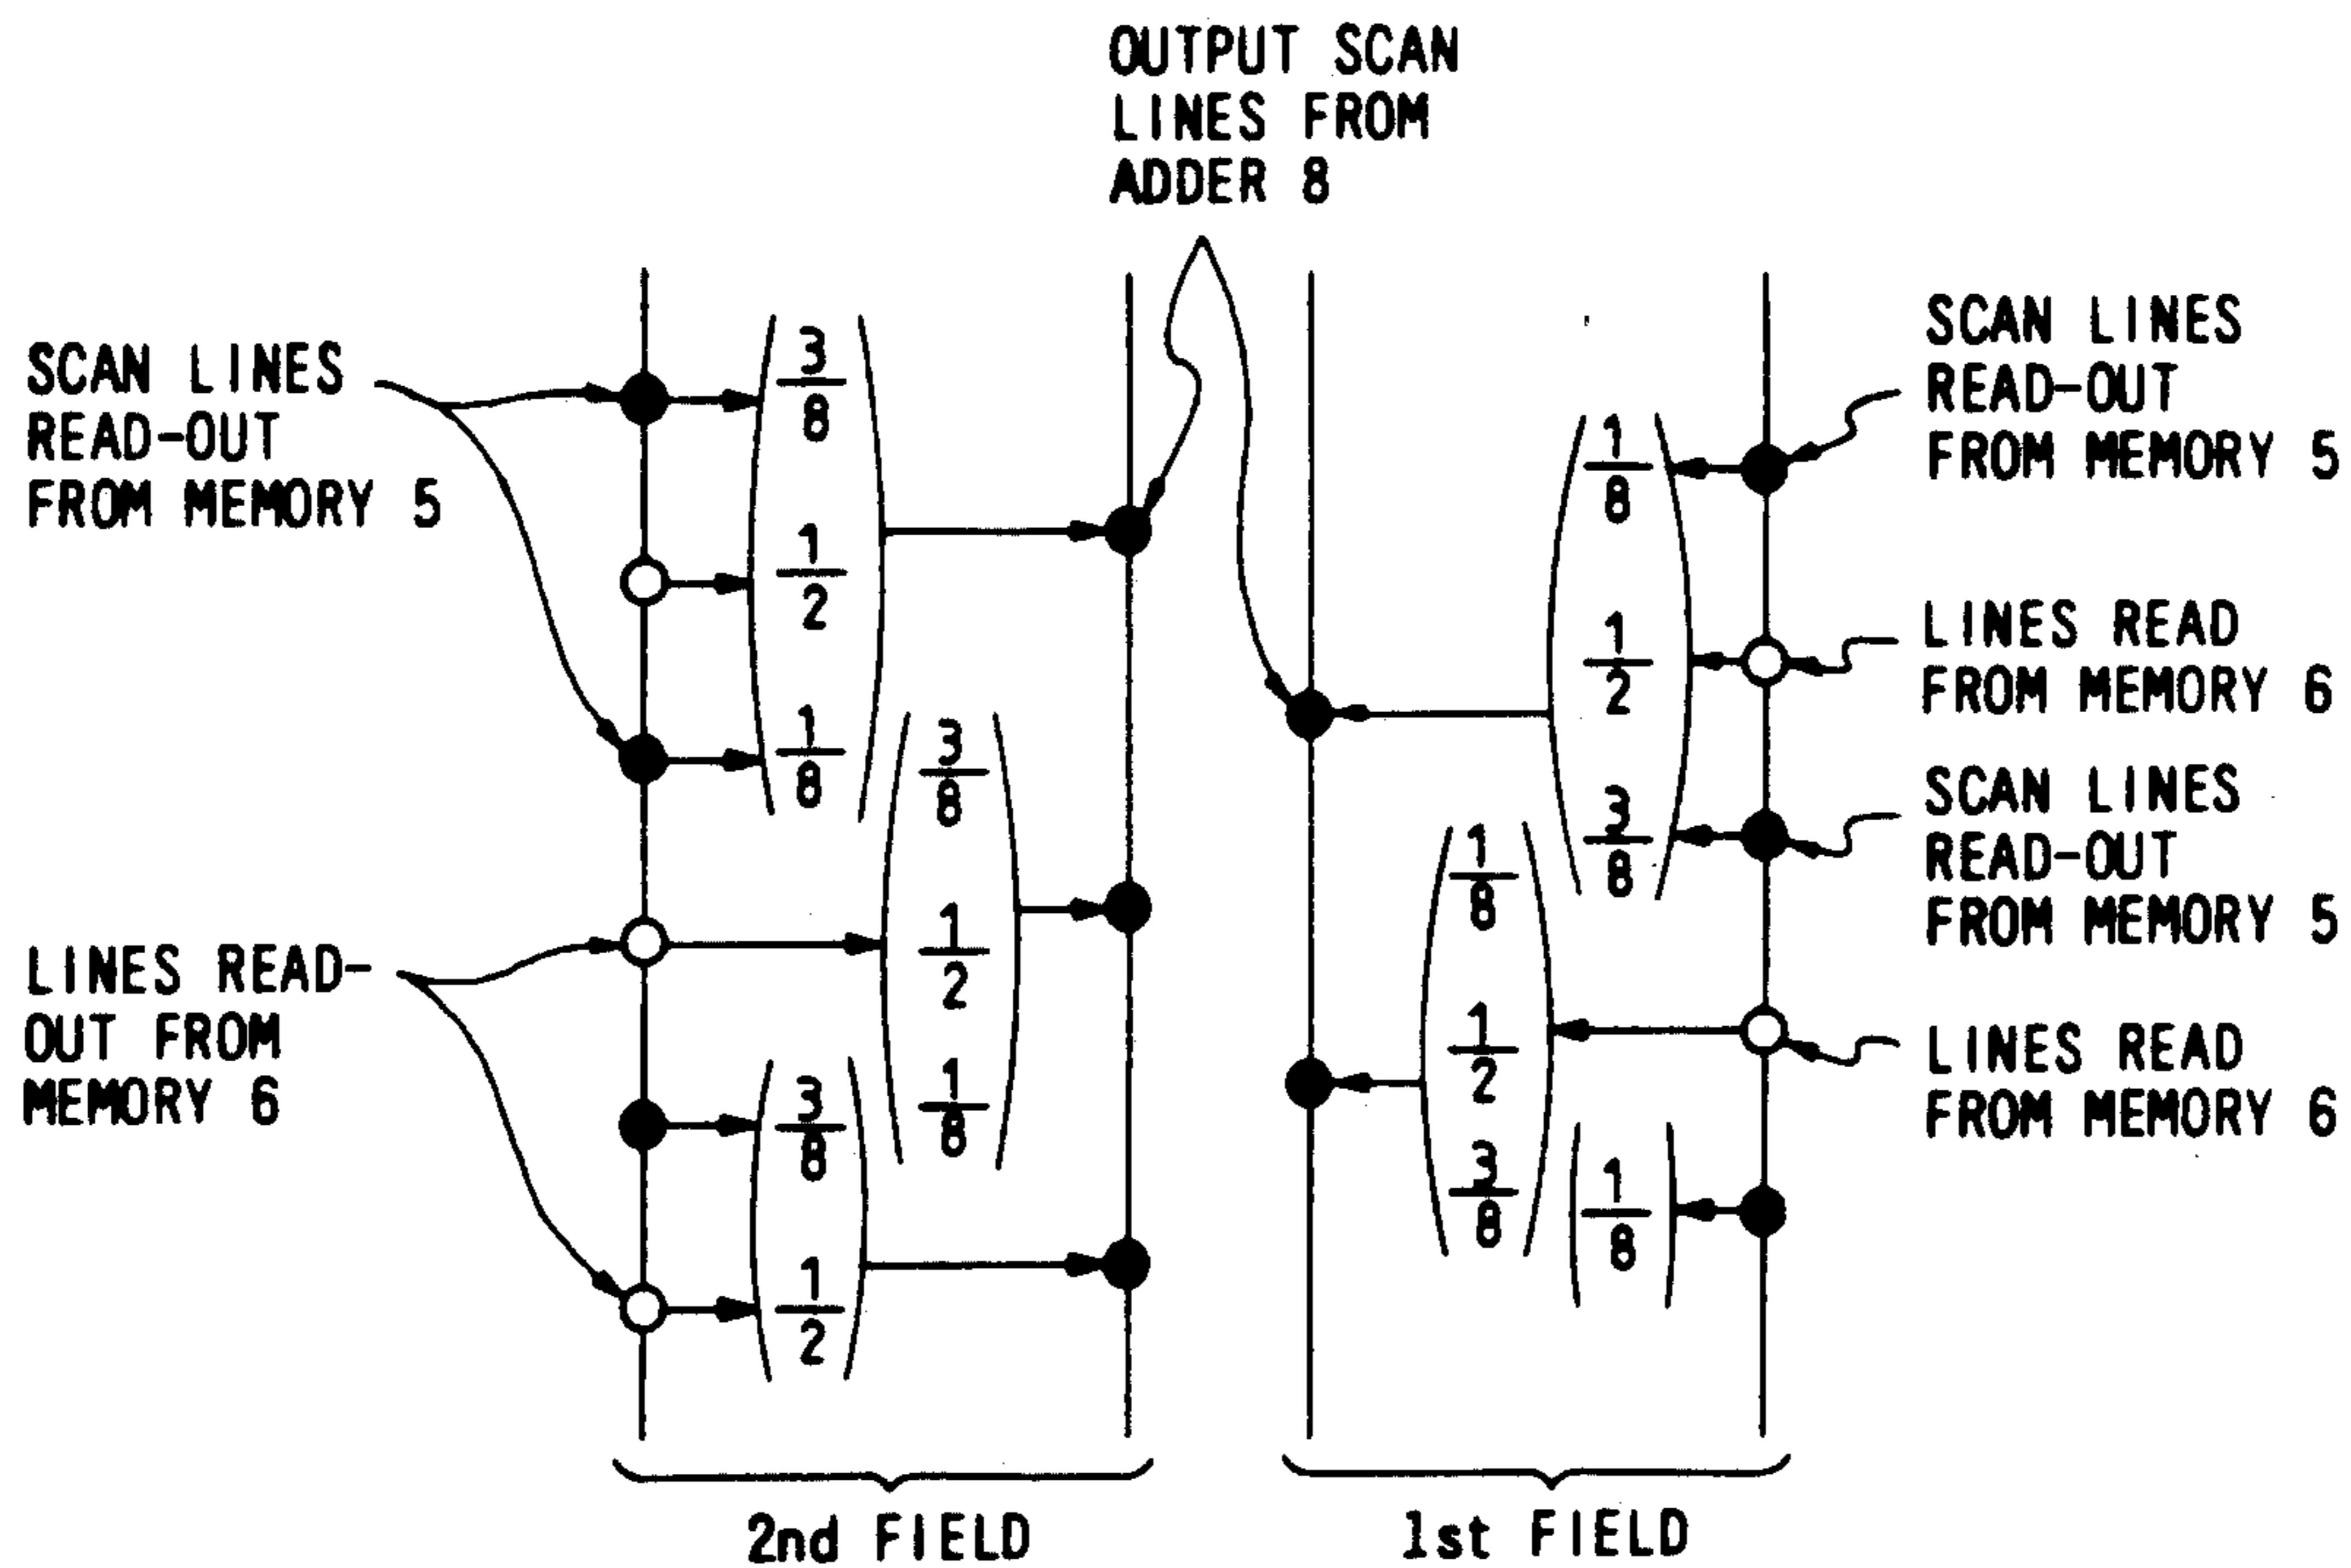 OUTPUT SCAN
LINES FROM
ADDER 8
SCAN LINES
READ-OUT
FROM MEMORY 5
LINES READ-
OUT FROM
MEMORY 6
3/8
1/2
1/8
3/8
1/2
1/8
3/8
1/2
1/8
1/2
3/8
1/8
1/2
3/8
1/8
SCAN LINES
READ-OUT
FROM MEMORY 5
LINES READ
FROM MEMORY 6
SCAN LINES
READ-OUT
FROM MEMORY 5
LINES READ
FROM MEMORY 6
2nd FIELD
1st FIELD